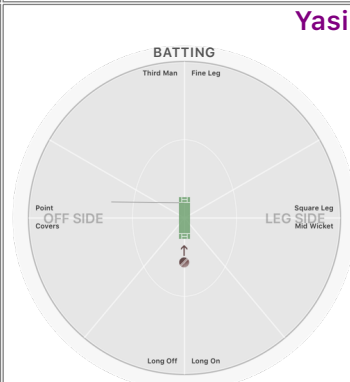 Yasi
BATTING
Third Man Fine Leg
Point Square Leg
OFF SIDE LEG SIDE
Covers Mid Wicket
Long Off Long On